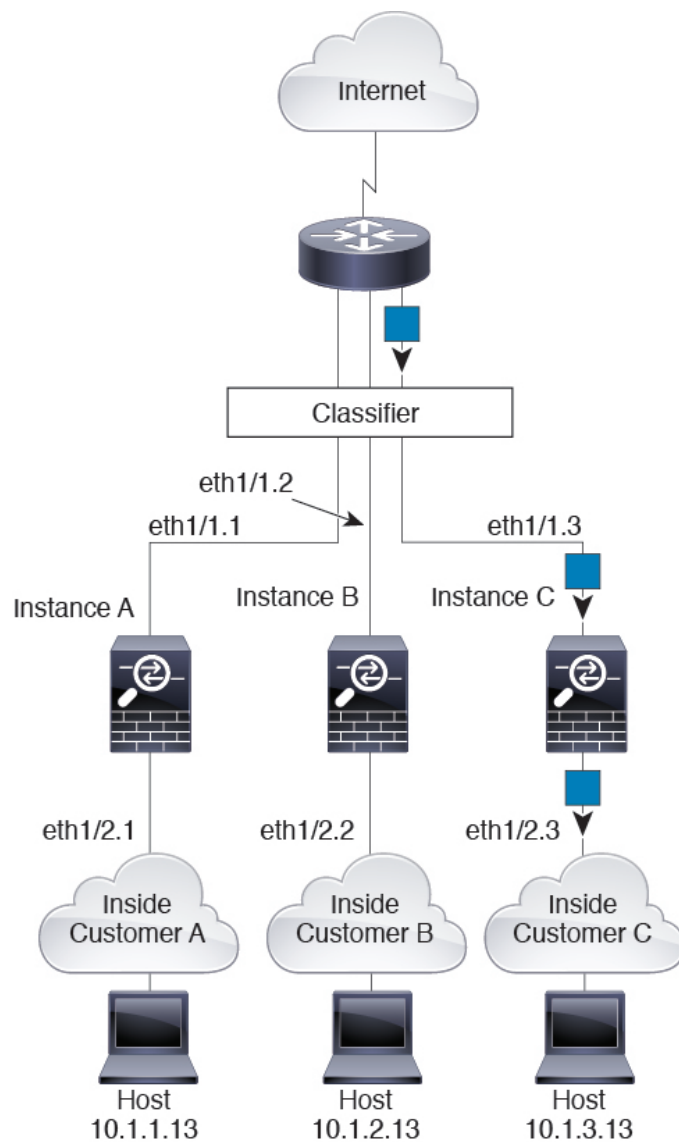 Internet
Classifier
eth1/1.2
eth1/1.1
eth1/1.3
Instance A
Instance B
Instance C
eth1/2.1
eth1/2.2
eth1/2.3
Inside
Customer A
Inside
Customer B
Inside
Customer C
Host
10.1.1.13
Host
10.1.2.13
Host
10.1.3.13